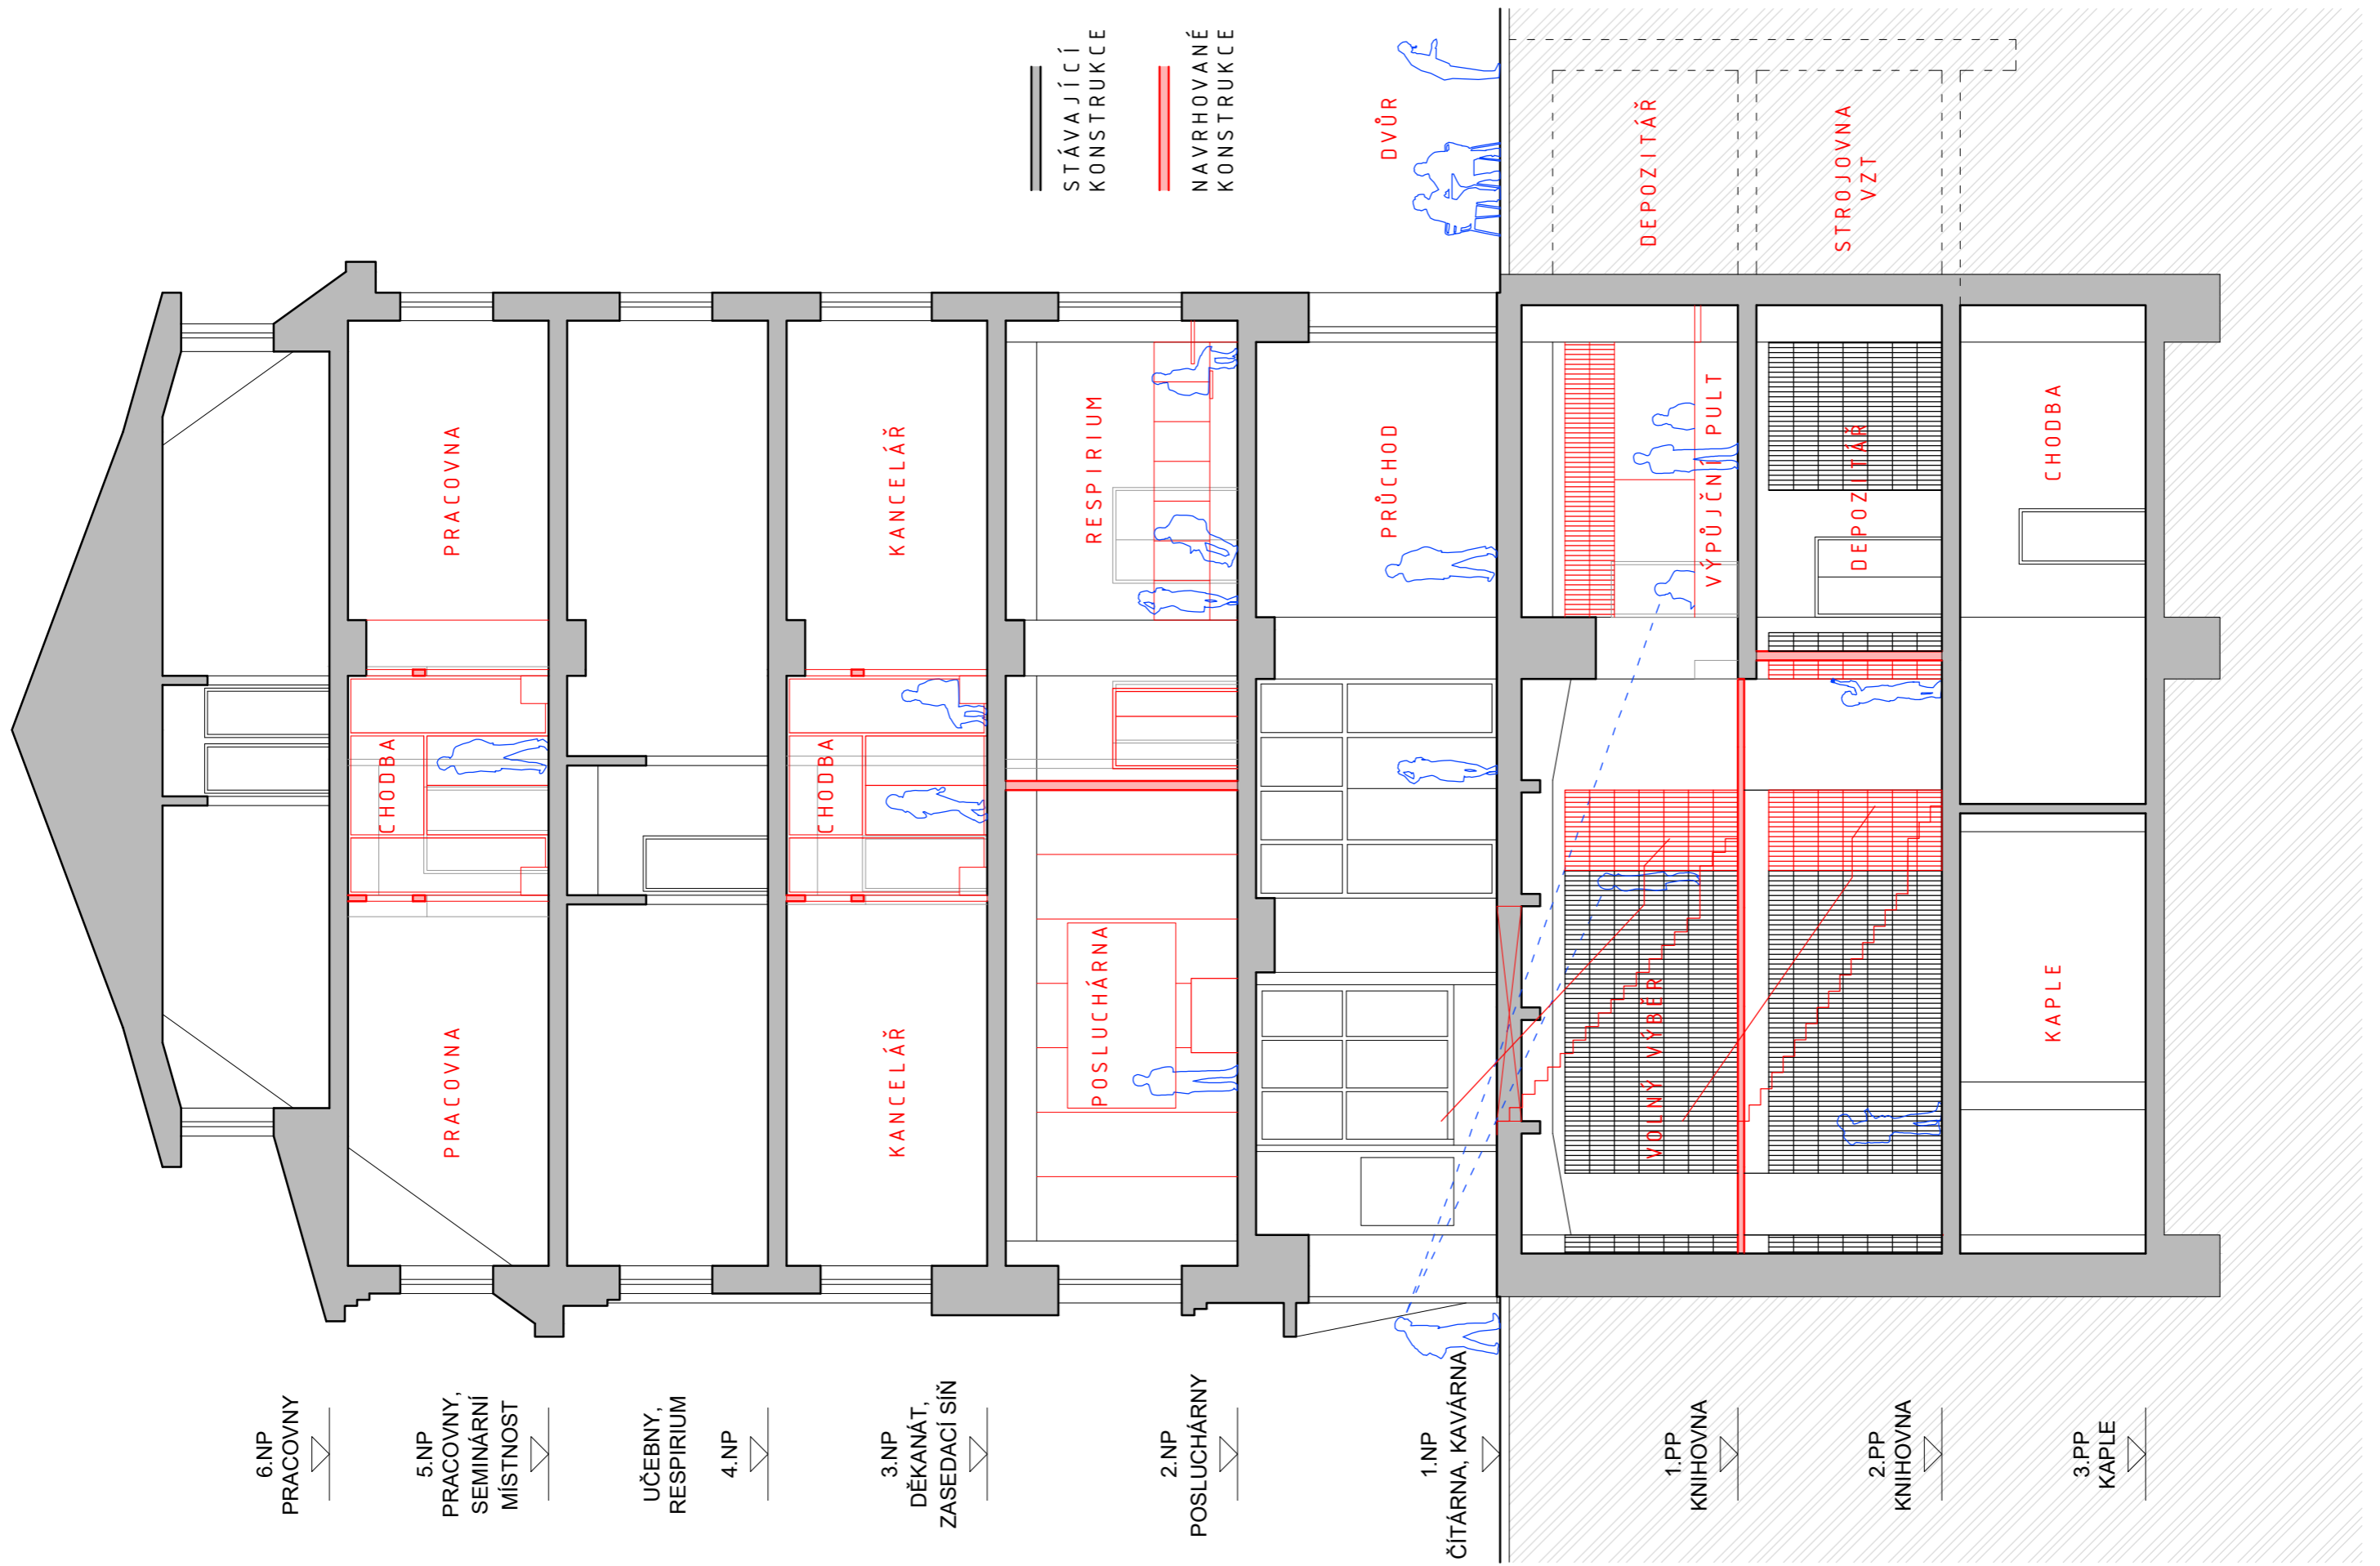 6.NP
PRACOVNY
5.NP
PRACOVNY,
SEMINÁRNÍ
MÍSTNOST
UČEBNY,
RESPIRIUM
4.NP
3.NP
DĚKANÁT,
ZASEDACÍ SÍŇ
2.NP
POSLUCHÁRNY
1.NP
ČÍTÁRNA, KAVÁRNA
1.PP
KNIHOVNA
2.PP
KNIHOVNA
3.PP
KAPLE
PRACOVNA
CHODBA
PRACOVNA
KANCELÁŘ
CHODBA
KANCELÁŘ
POSLUCHÁRNA
RESPIRIUM
PRŮCHOD
DVŮR
VOLNÝ VÝBĚR
VÝPŮJČNÍ PULT
DEPOZITÁŘ
DEPOZITÁŘ
STROJOVNA
VZT
KAPLE
CHODBA
STÁVAJÍCÍ
KONSTRUKCE
NAVRHOVANÉ
KONSTRUKCE